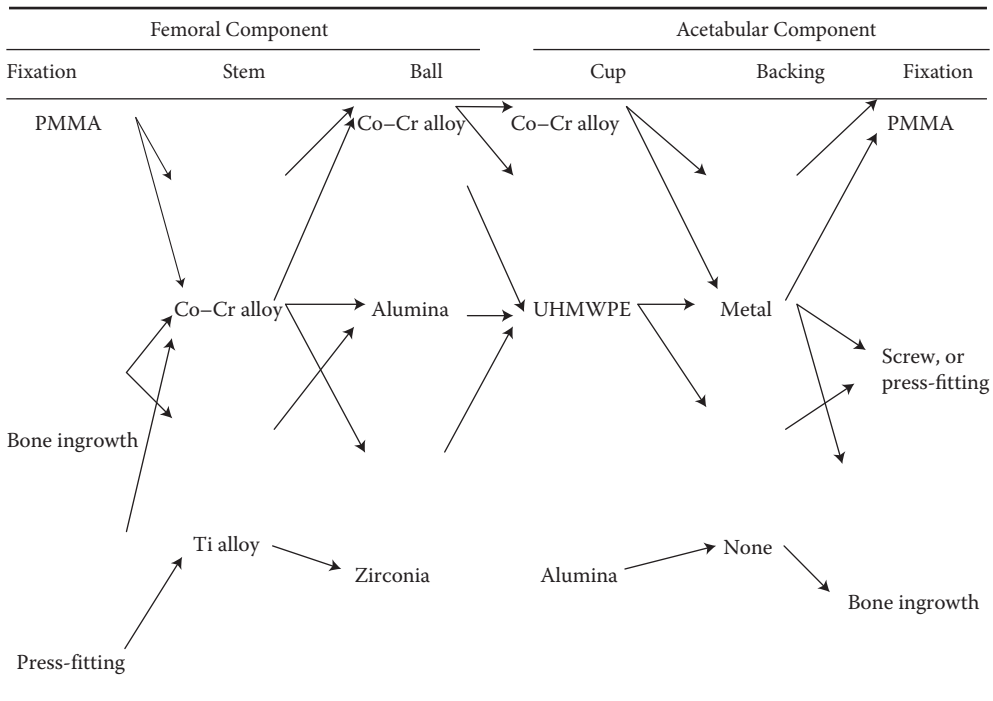 Femoral Component
Acetabular Component
Fixation
Stem
Ball
Cup
Backing
Fixation
PMMA
Co–Cr alloy
Co–Cr alloy
PMMA
Co–Cr alloy
Alumina
UHMWPE
Metal
Screw, or
press-fitting
Bone ingrowth
Ti alloy
Zirconia
Alumina
None
Bone ingrowth
Press-fitting